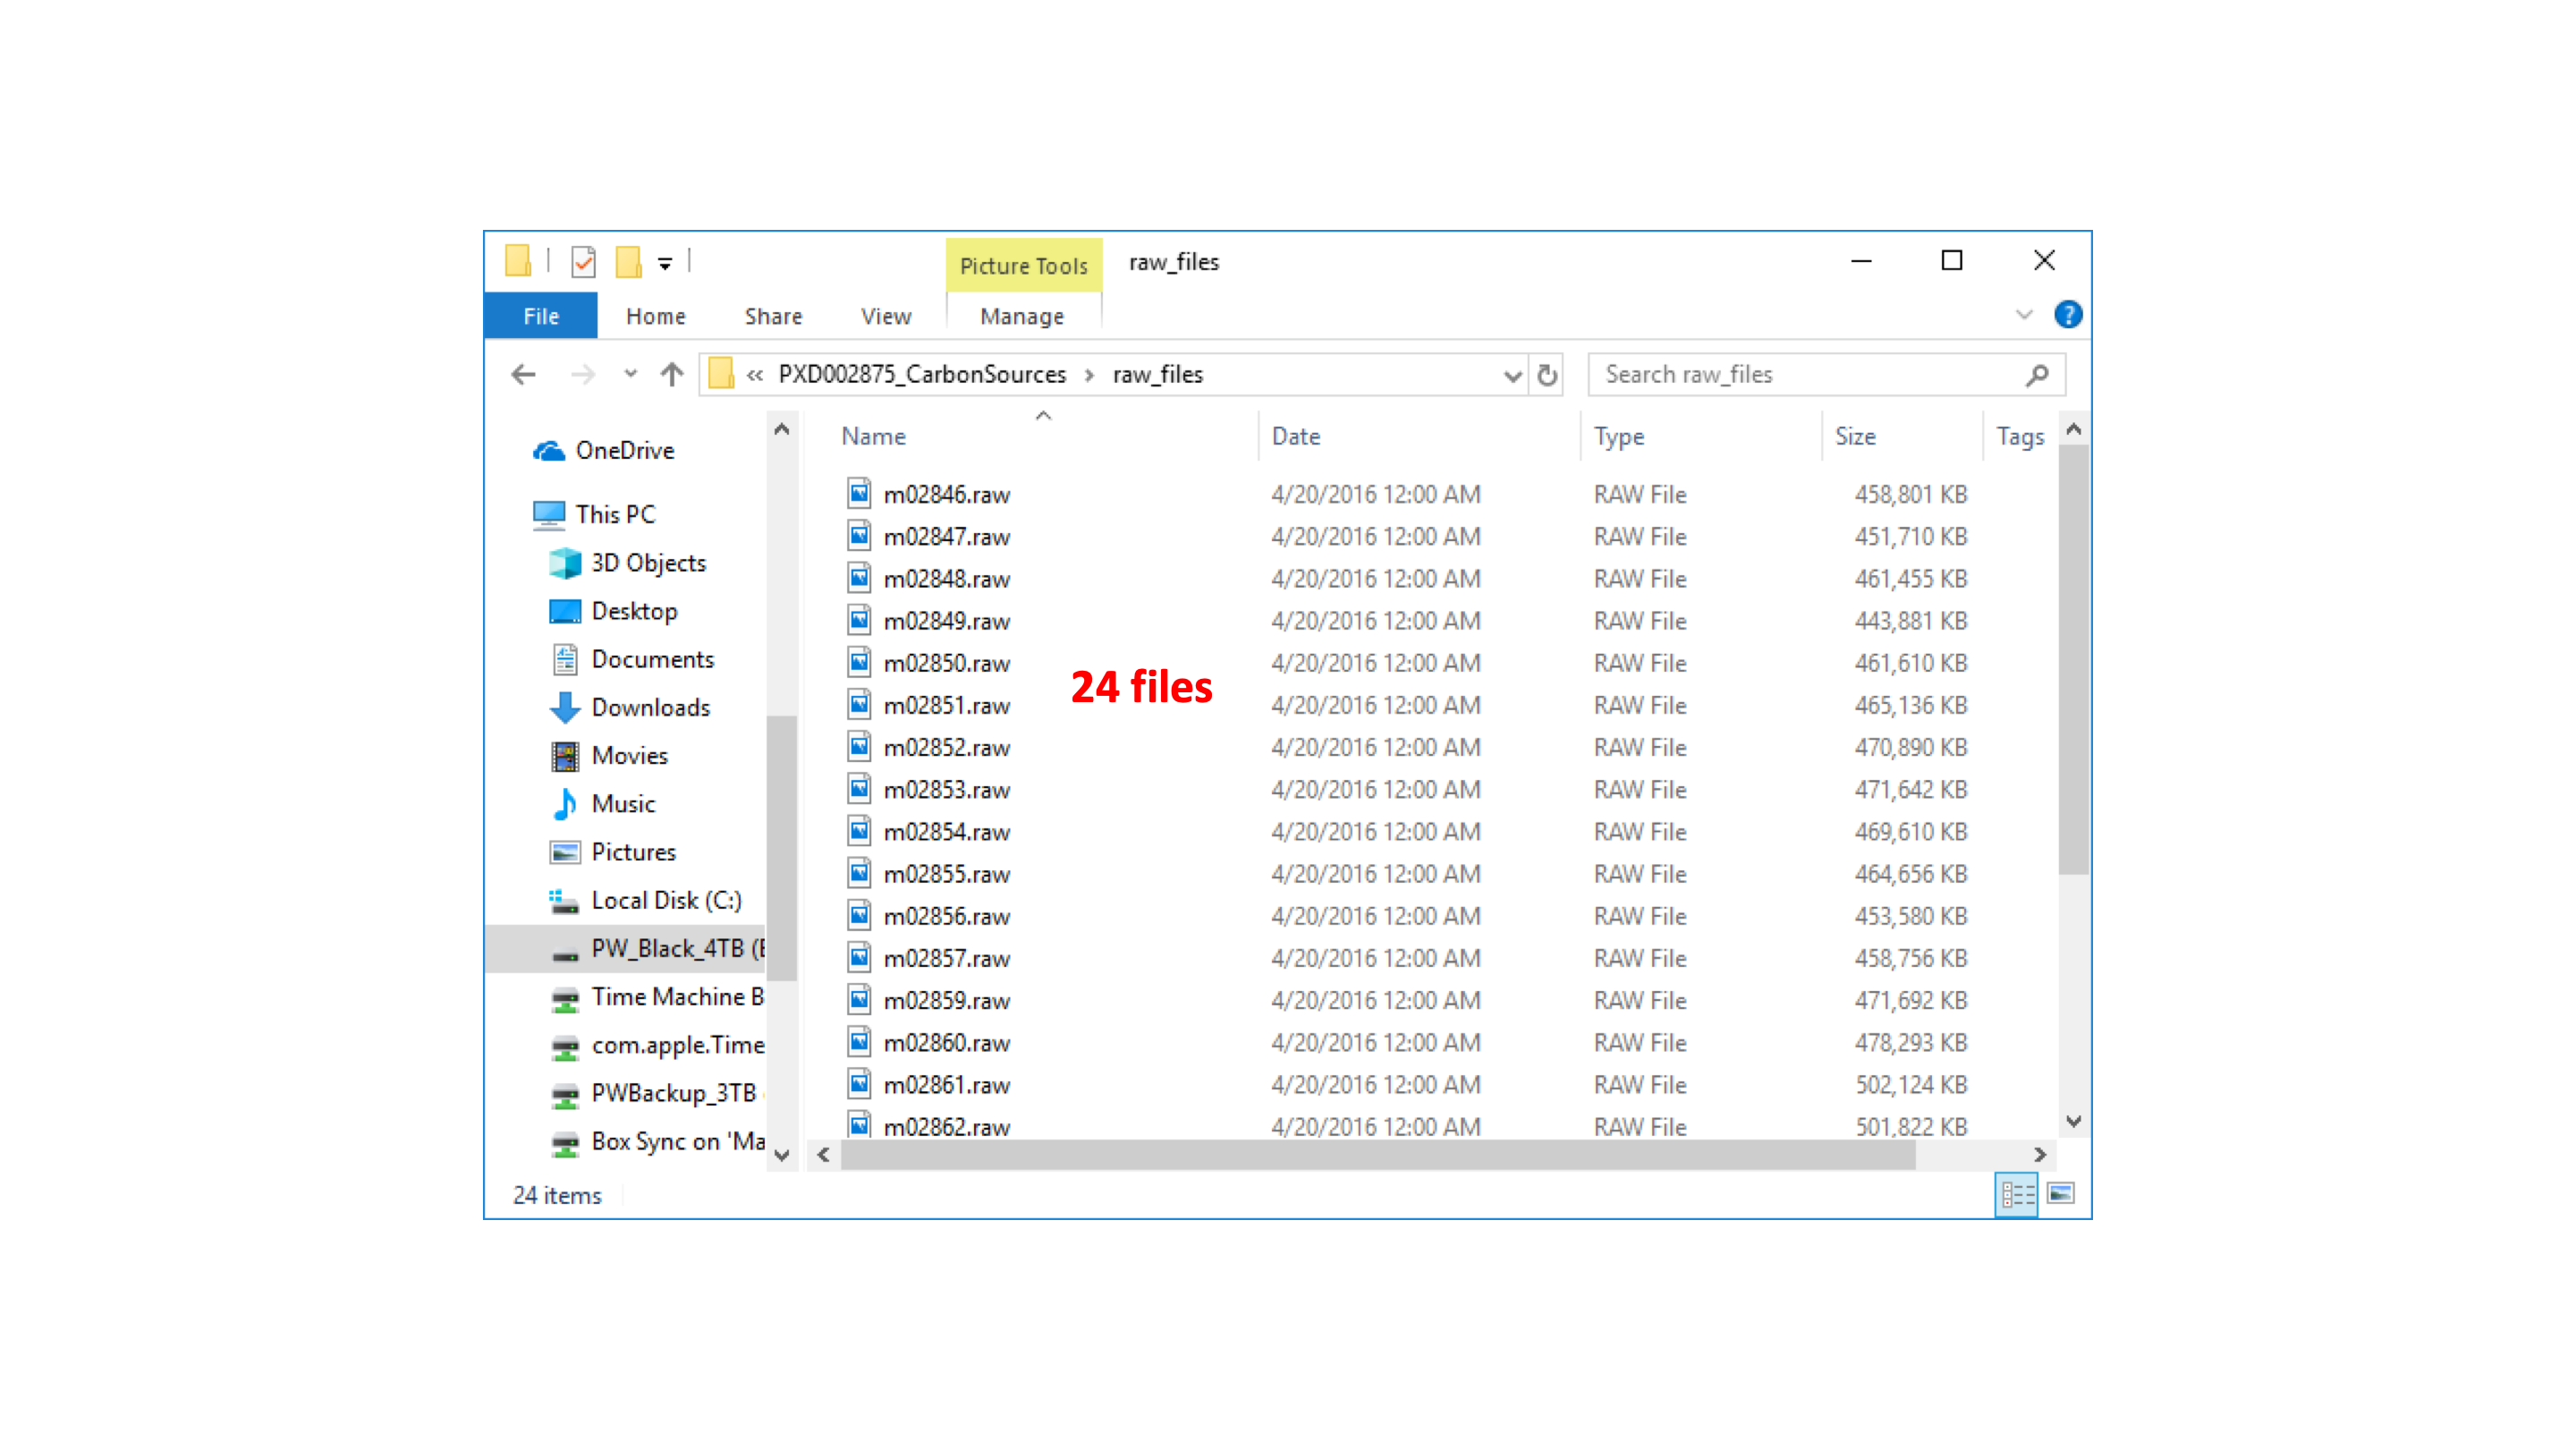 Picture Tools raw_files
File Home Share View Manage
« PXD002875_CarbonSources › raw_files Search raw_files
OneDrive
This PC
3D Objects
Desktop
Documents
Downloads
Movies
Music
Pictures
Local Disk (C:)
PW_Black_4TB (E
Time Machine B
com.apple.Time
PWBackup_3TB
Box Sync on 'Ma
Name Date Type Size Tags
m02846.raw 4/20/2016 12:00 AM RAW File 458,801 KB
m02847.raw 4/20/2016 12:00 AM RAW File 451,710 KB
m02848.raw 4/20/2016 12:00 AM RAW File 461,455 KB
m02849.raw 4/20/2016 12:00 AM RAW File 443,881 KB
m02850.raw 4/20/2016 12:00 AM RAW File 461,610 KB
24 files
m02851.raw 4/20/2016 12:00 AM RAW File 465,136 KB
m02852.raw 4/20/2016 12:00 AM RAW File 470,890 KB
m02853.raw 4/20/2016 12:00 AM RAW File 471,642 KB
m02854.raw 4/20/2016 12:00 AM RAW File 469,610 KB
m02855.raw 4/20/2016 12:00 AM RAW File 464,656 KB
m02856.raw 4/20/2016 12:00 AM RAW File 453,580 KB
m02857.raw 4/20/2016 12:00 AM RAW File 458,756 KB
m02859.raw 4/20/2016 12:00 AM RAW File 471,692 KB
m02860.raw 4/20/2016 12:00 AM RAW File 478,293 KB
m02861.raw 4/20/2016 12:00 AM RAW File 502,124 KB
m02862.raw 4/20/2016 12:00 AM RAW File 501,822 KB
24 items